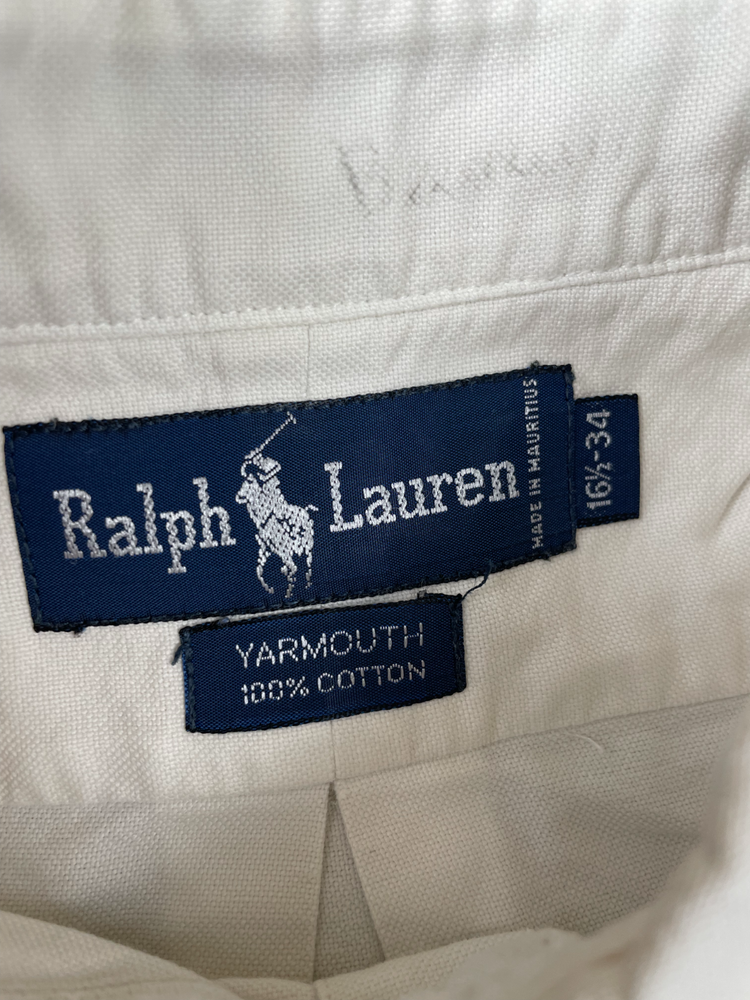 Ralph Lauren
MADE IN MAURITIUS
16½-34
YARMOUTH
100% COTTON